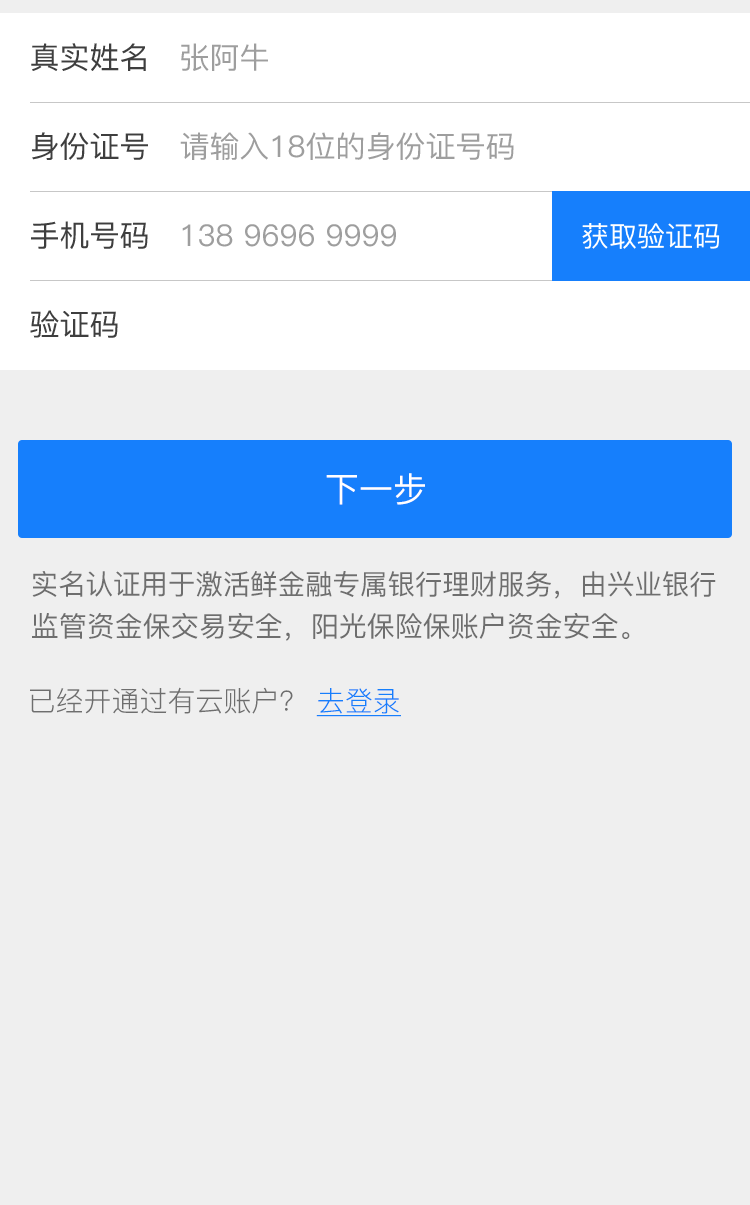 真实姓名 张阿牛
身份证号 请输入18位的身份证号码
手机号码 138 9696 9999 获取验证码
验证码
下一步
实名认证用于激活鲜金融专属银行理财服务，由兴业银行
监管资金保交易安全，阳光保险保账户资金安全。
已经开通过有云账户？ 去登录